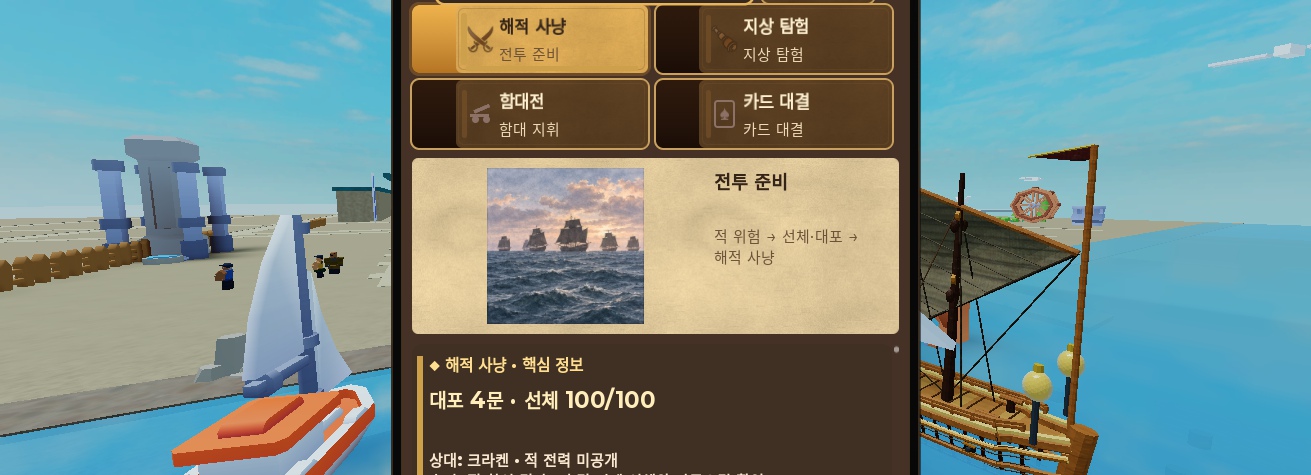 해적 사냥
전투 준비
지상 탐험
지상 탐험
함대전
함대 지휘
카드 대결
카드 대결
전투 준비
적 위험 → 선체·대포 →
해적 사냥
◆ 해적 사냥 • 핵심 정보
대포 4문 • 선체 100/100
상대: 크라켄 • 적 전력 미공개